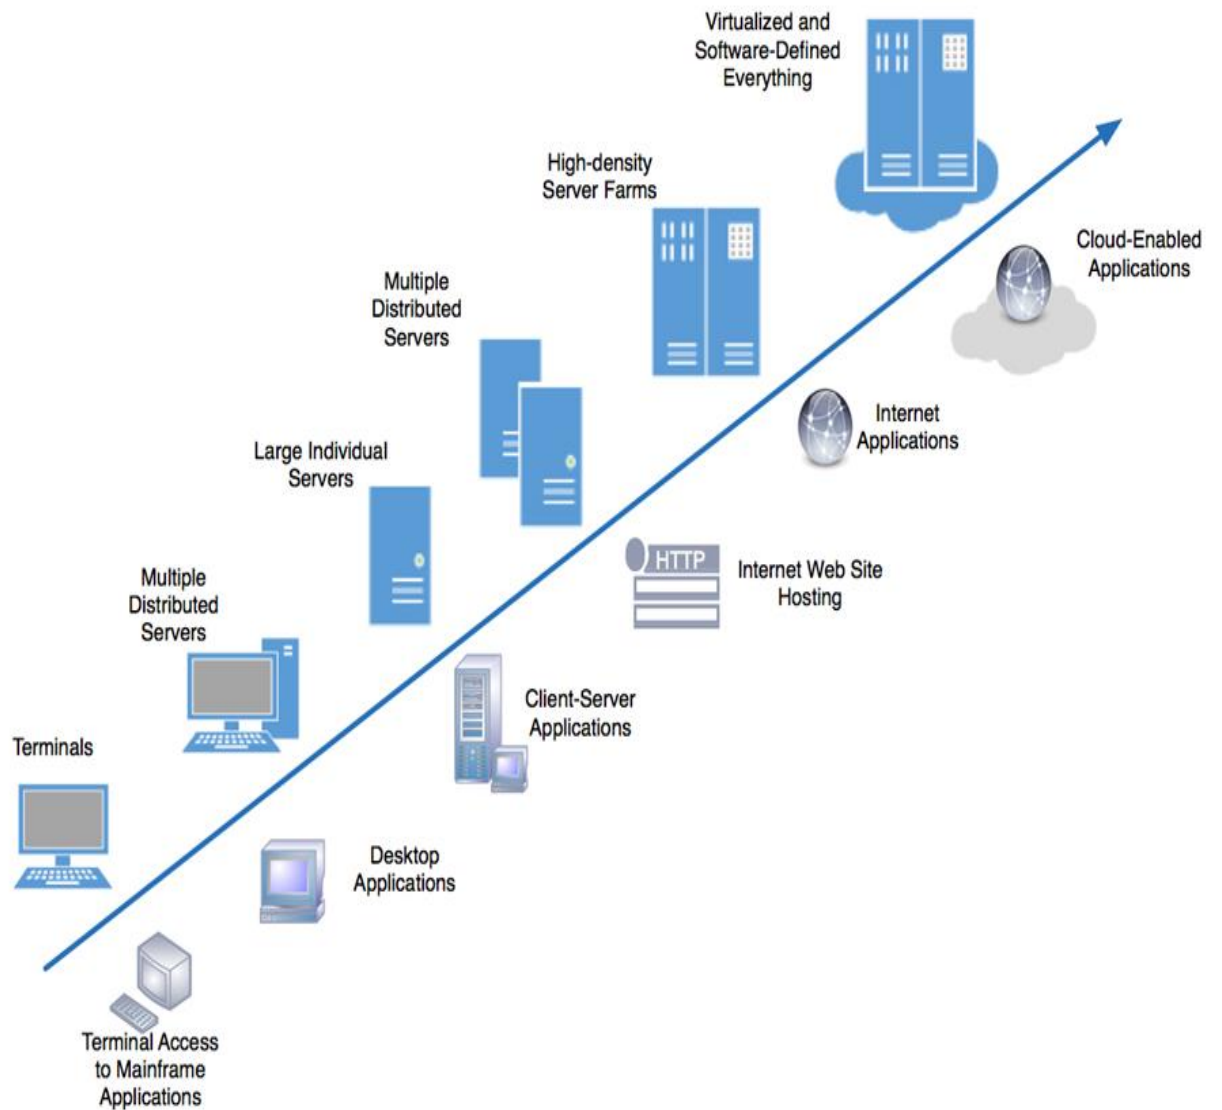 Virtualized and
Software-Defined
Everything
High-density
Server Farms
Cloud-Enabled
Applications
Multiple
Distributed
Servers
Internet
Applications
Large Individual
Servers
HTTP
Internet Web Site
Hosting
Multiple
Distributed
Servers
Client-Server
Applications
Terminals
Desktop
Applications
Terminal Access
to Mainframe
Applications